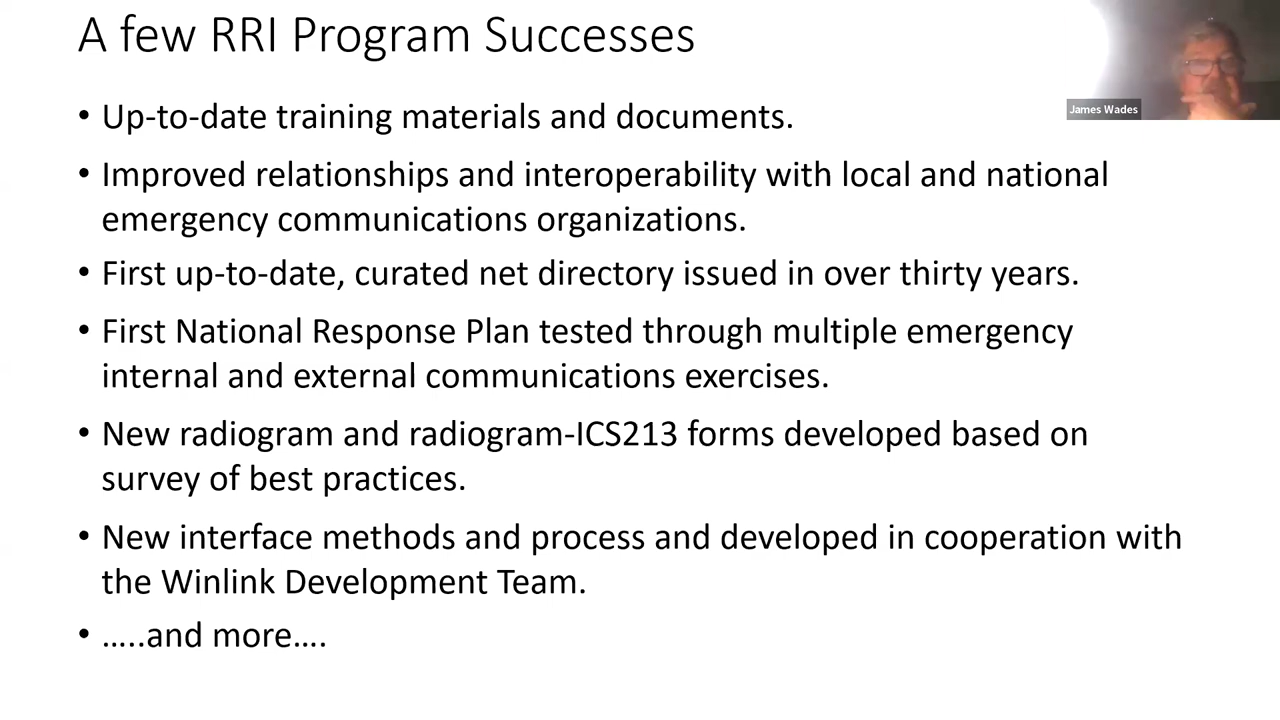 A few RRI Program Successes
James Wades
• Up-to-date training materials and documents.
• Improved relationships and interoperability with local and national
emergency communications organizations.
• First up-to-date, curated net directory issued in over thirty years.
• First National Response Plan tested through multiple emergency
internal and external communications exercises.
• New radiogram and radiogram-ICS213 forms developed based on
survey of best practices.
• New interface methods and process and developed in cooperation with
the Winlink Development Team.
• …..and more….